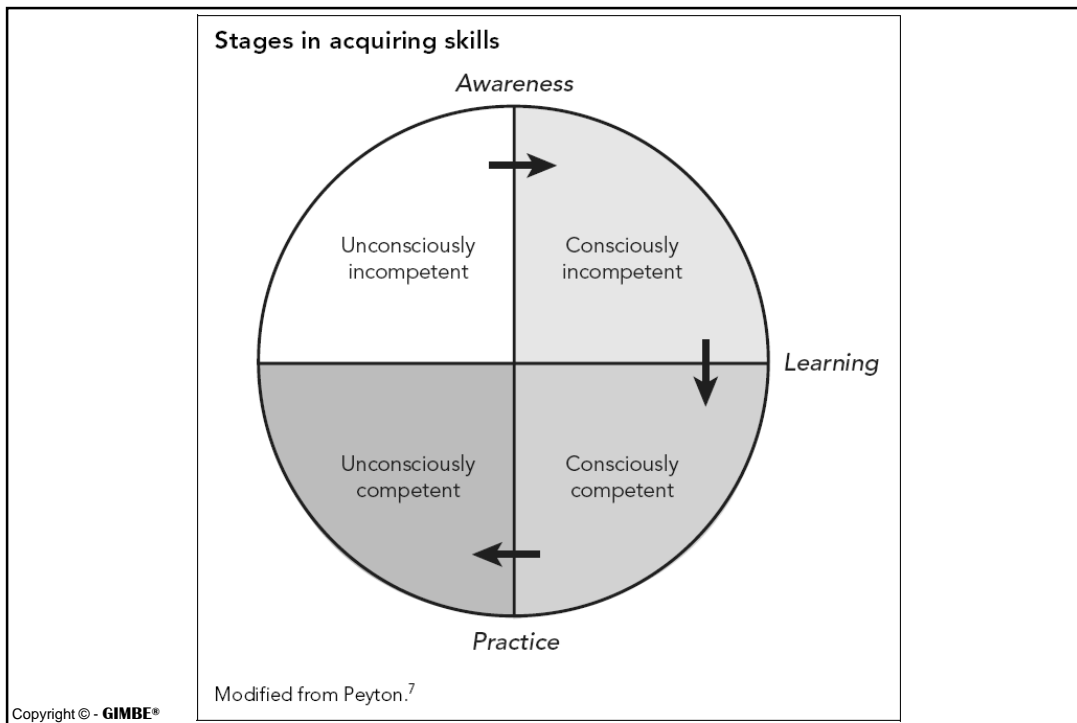 Stages in acquiring skills
Awareness
Unconsciously
incompetent
Consciously
incompetent
Learning
Unconsciously
competent
Consciously
competent
Practice
Modified from Peyton.7
Copyright © - GIMBE®